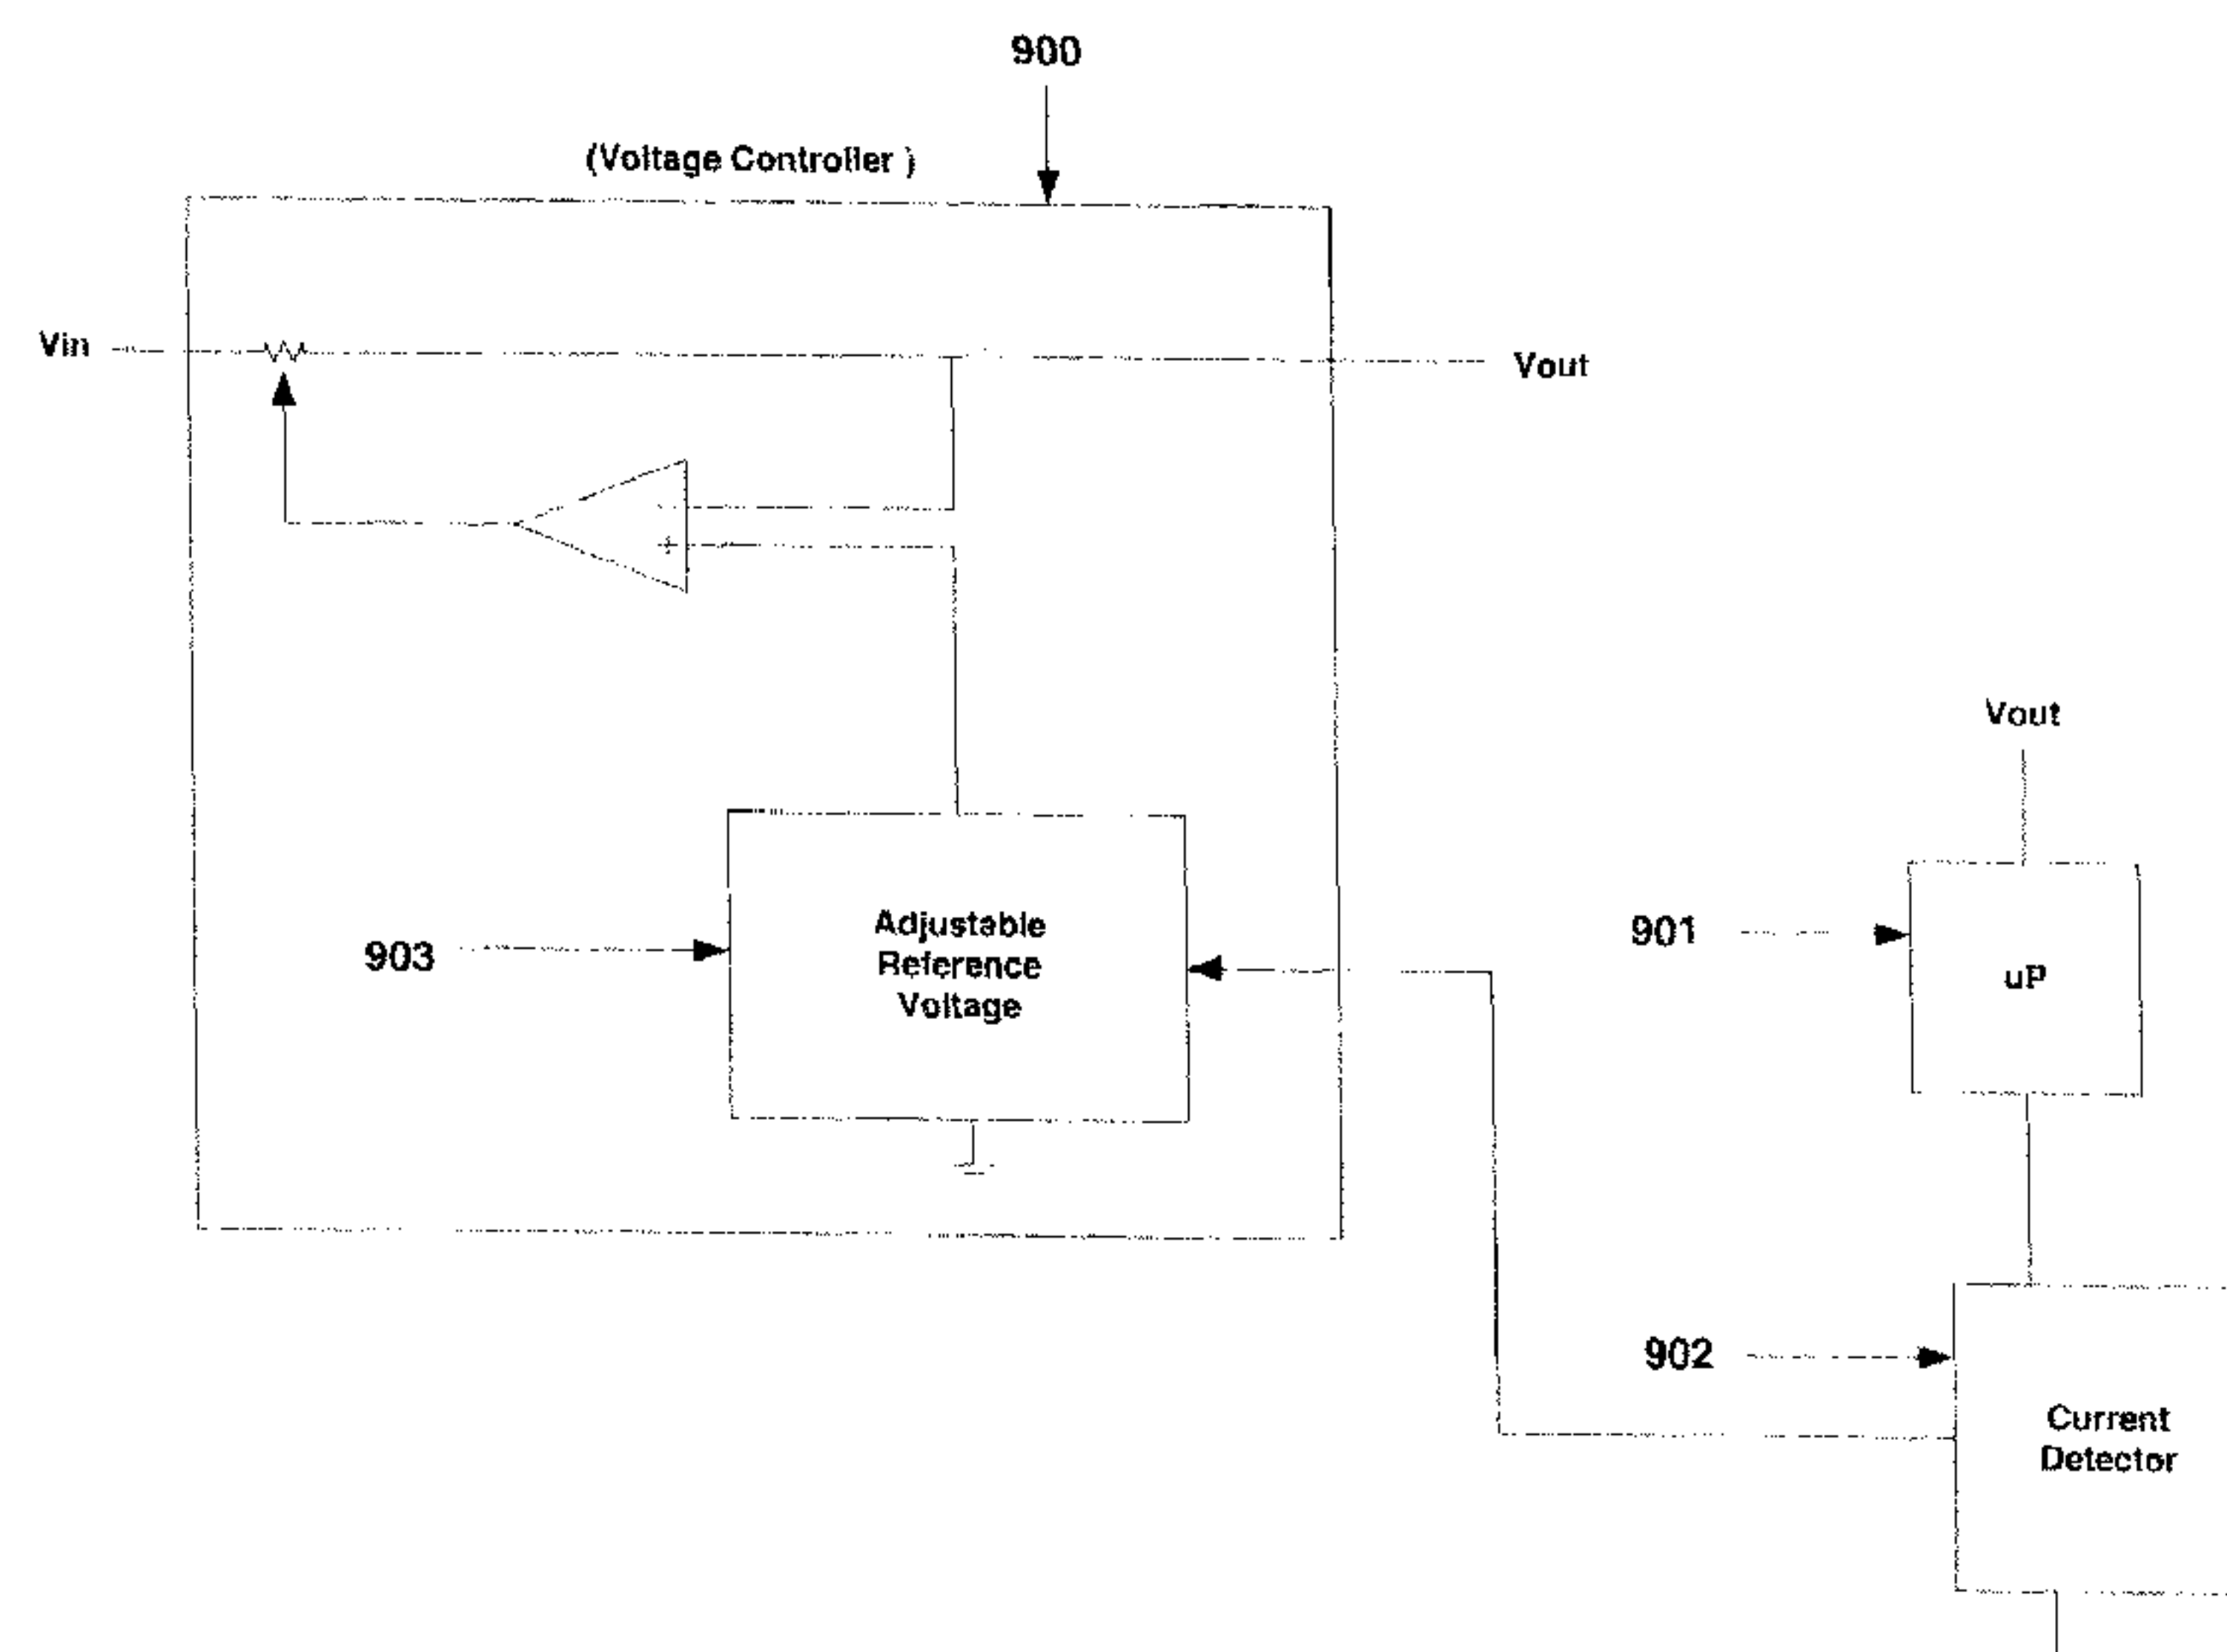 900
(Voltage Controller )
Vin
Vout
-
+
Vout
903
Adjustable
Reference
Voltage
901
uP
902
Current
Detector